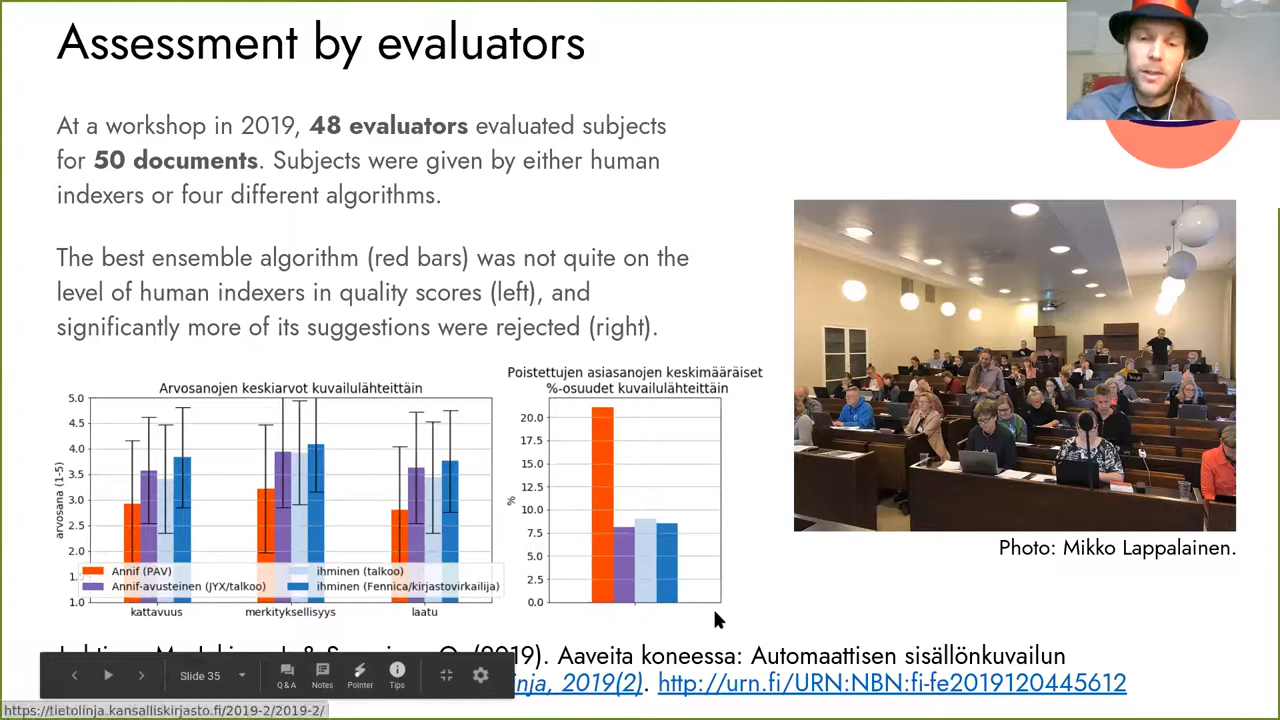 Assessment by evaluators
At a workshop in 2019, 48 evaluators evaluated subjects
for 50 documents. Subjects were given by either human
indexers or four different algorithms.
The best ensemble algorithm (red bars) was not quite on the
level of human indexers in quality scores (left), and
significantly more of its suggestions were rejected (right).
Arvosanojen keskiarvot kuvailulähteittäin
5.0
4.5
4.0
3.5
3.0
2.5
2.0
1.0
arvosana (1-5)
Annif (PAV)
Annif-avusteinen (JYX/talkoo)
ihminen (talkoo)
ihminen (Fennica/kirjastovirkailija)
kattavuus merkityksellisyys laatu
Poistettujen asiasanojen keskimääräiset
%-osuudet kuvailulähteittäin
20.0
17.5
15.0
12.5
10.0
7.5
5.0
2.5
0.0
%
Photo: Mikko Lappalainen.
(2019). Aaveita koneessa: Automaattisen sisällönkuvailun
2019(2). http://urn.fi/URN:NBN:fi-fe2019120445612
Slide 35
Q & A
Notes
Pointer
Tips
https://tietolinja.kansalliskirjasto.fi/2019-2/2019-2/